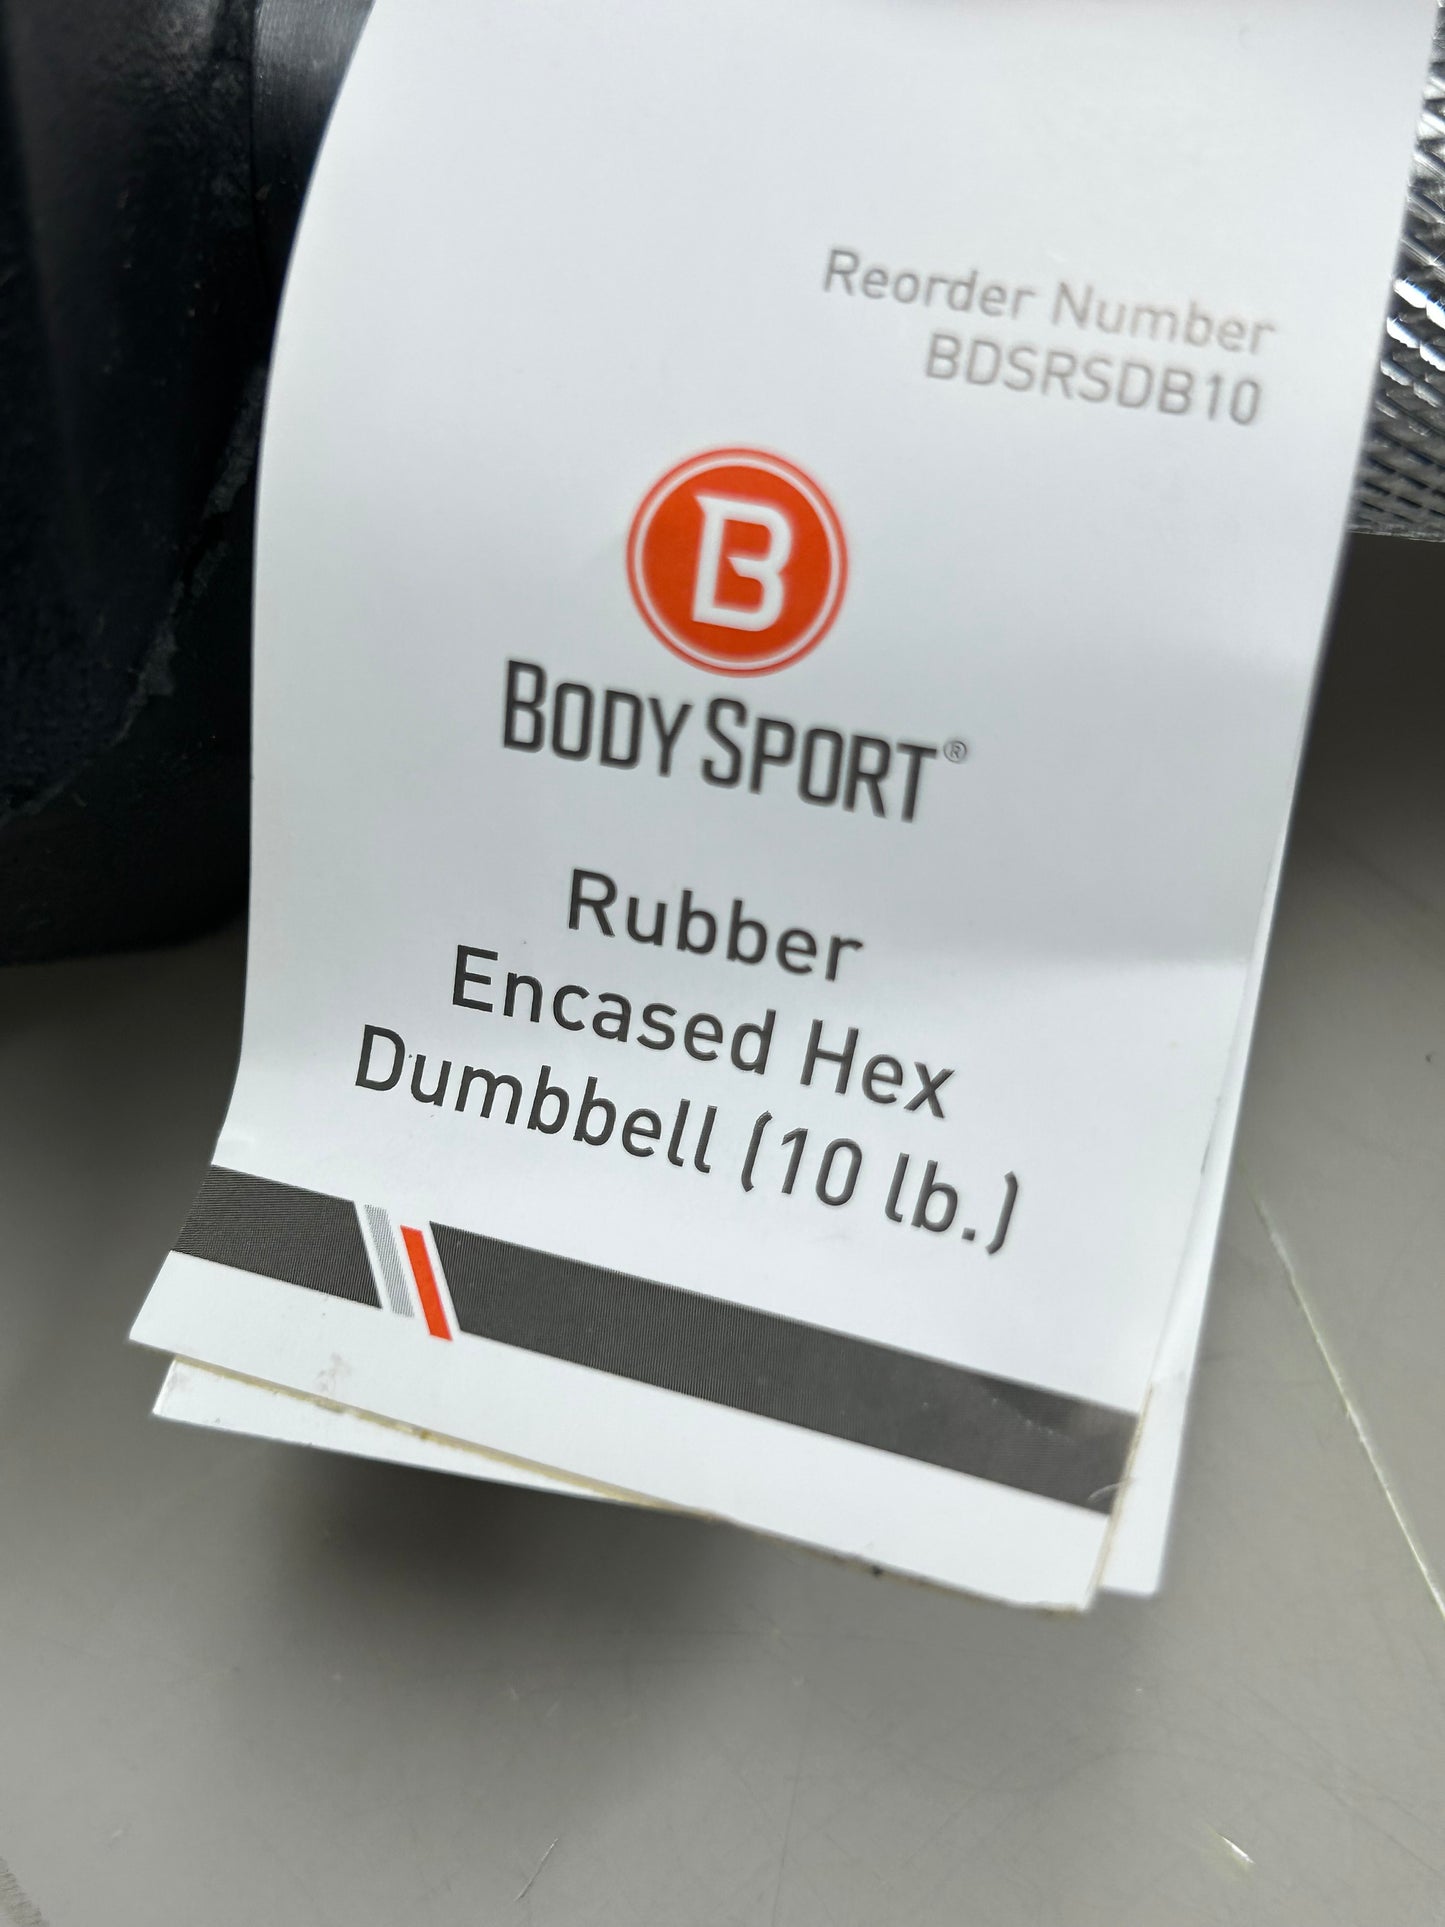 Reorder Number
BDSRSDB10
B
BODY SPORT®
Rubber
Encased Hex
Dumbbell (10 lb.)